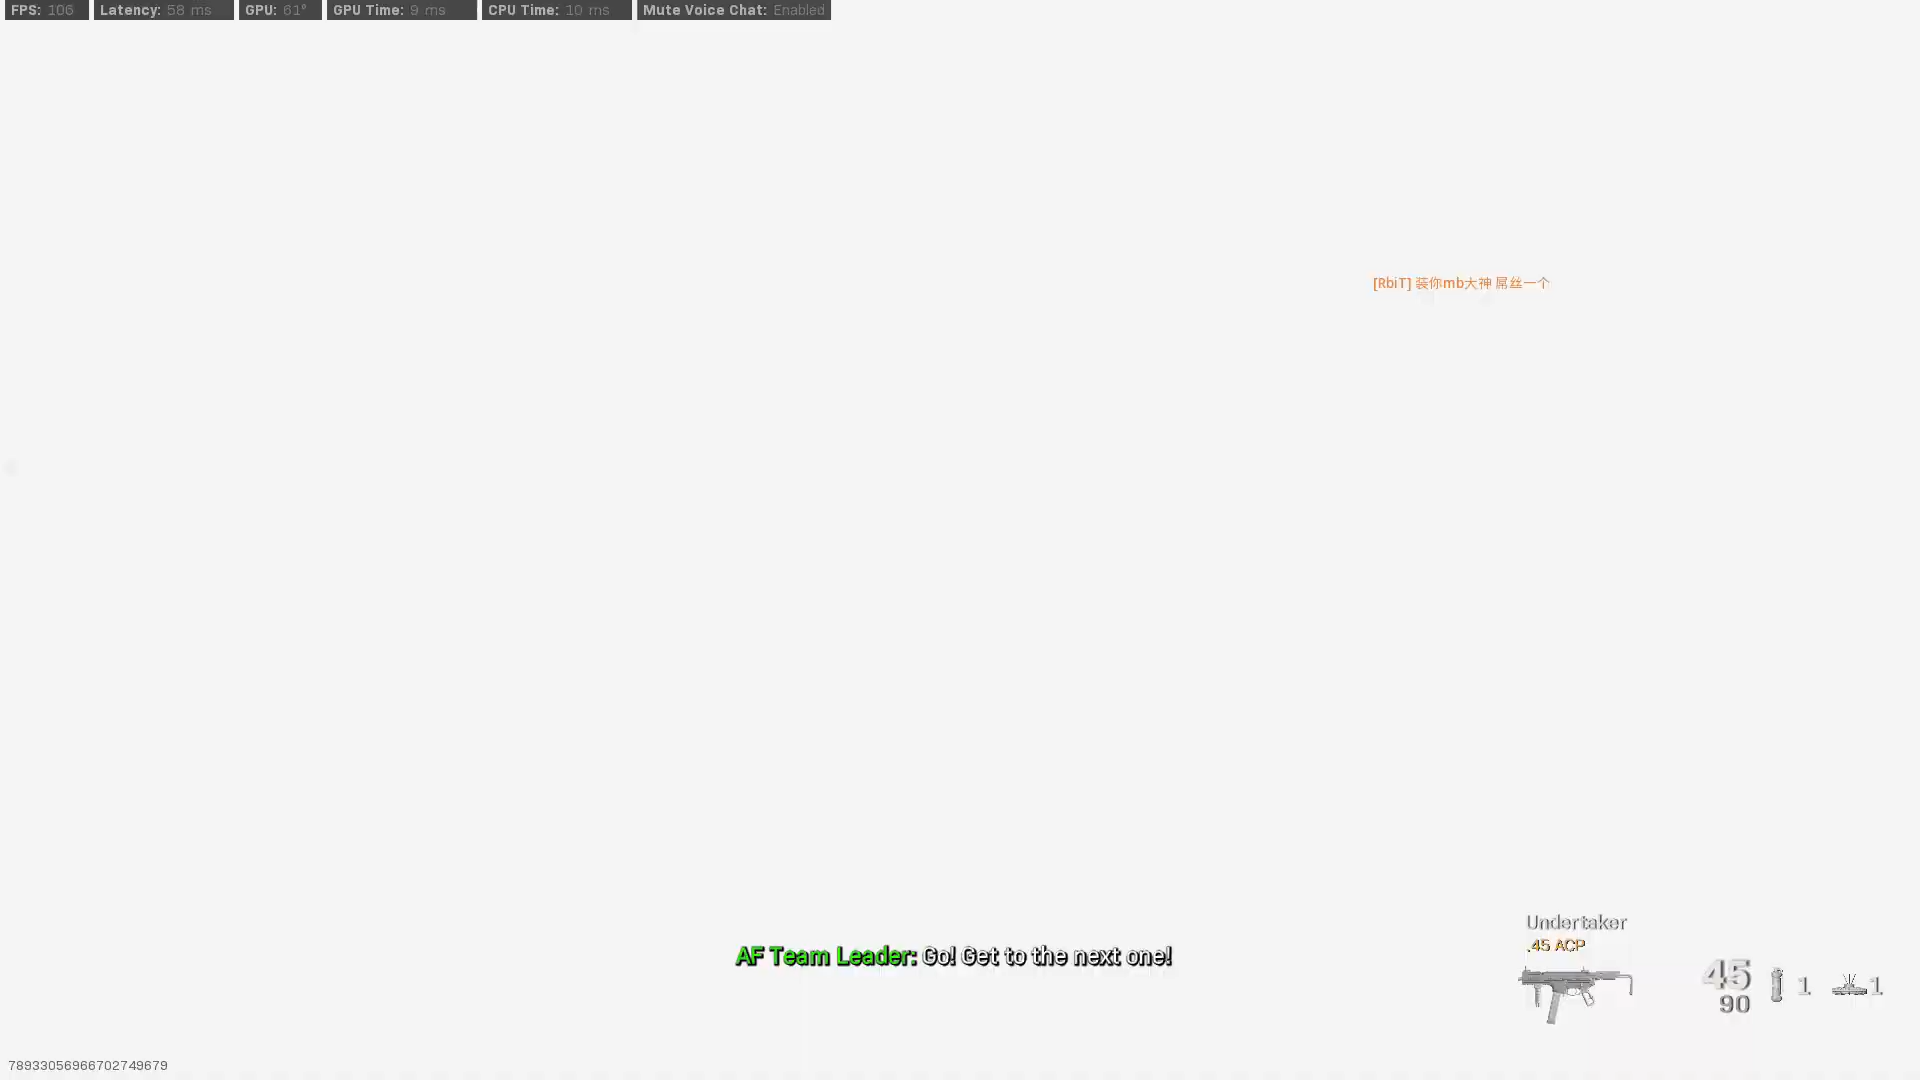 FPS: 106 Latency: 58 ms GPU: 61° GPU Time: 9 ms CPU Time: 10 ms Mute Voice Chat: Enabled
[RbiT] 装你mb大神 屌丝一个
Undertaker
.45 ACP
AF Team Leader: Go! Get to the next one!
45
90
1
1
78933056966702749679